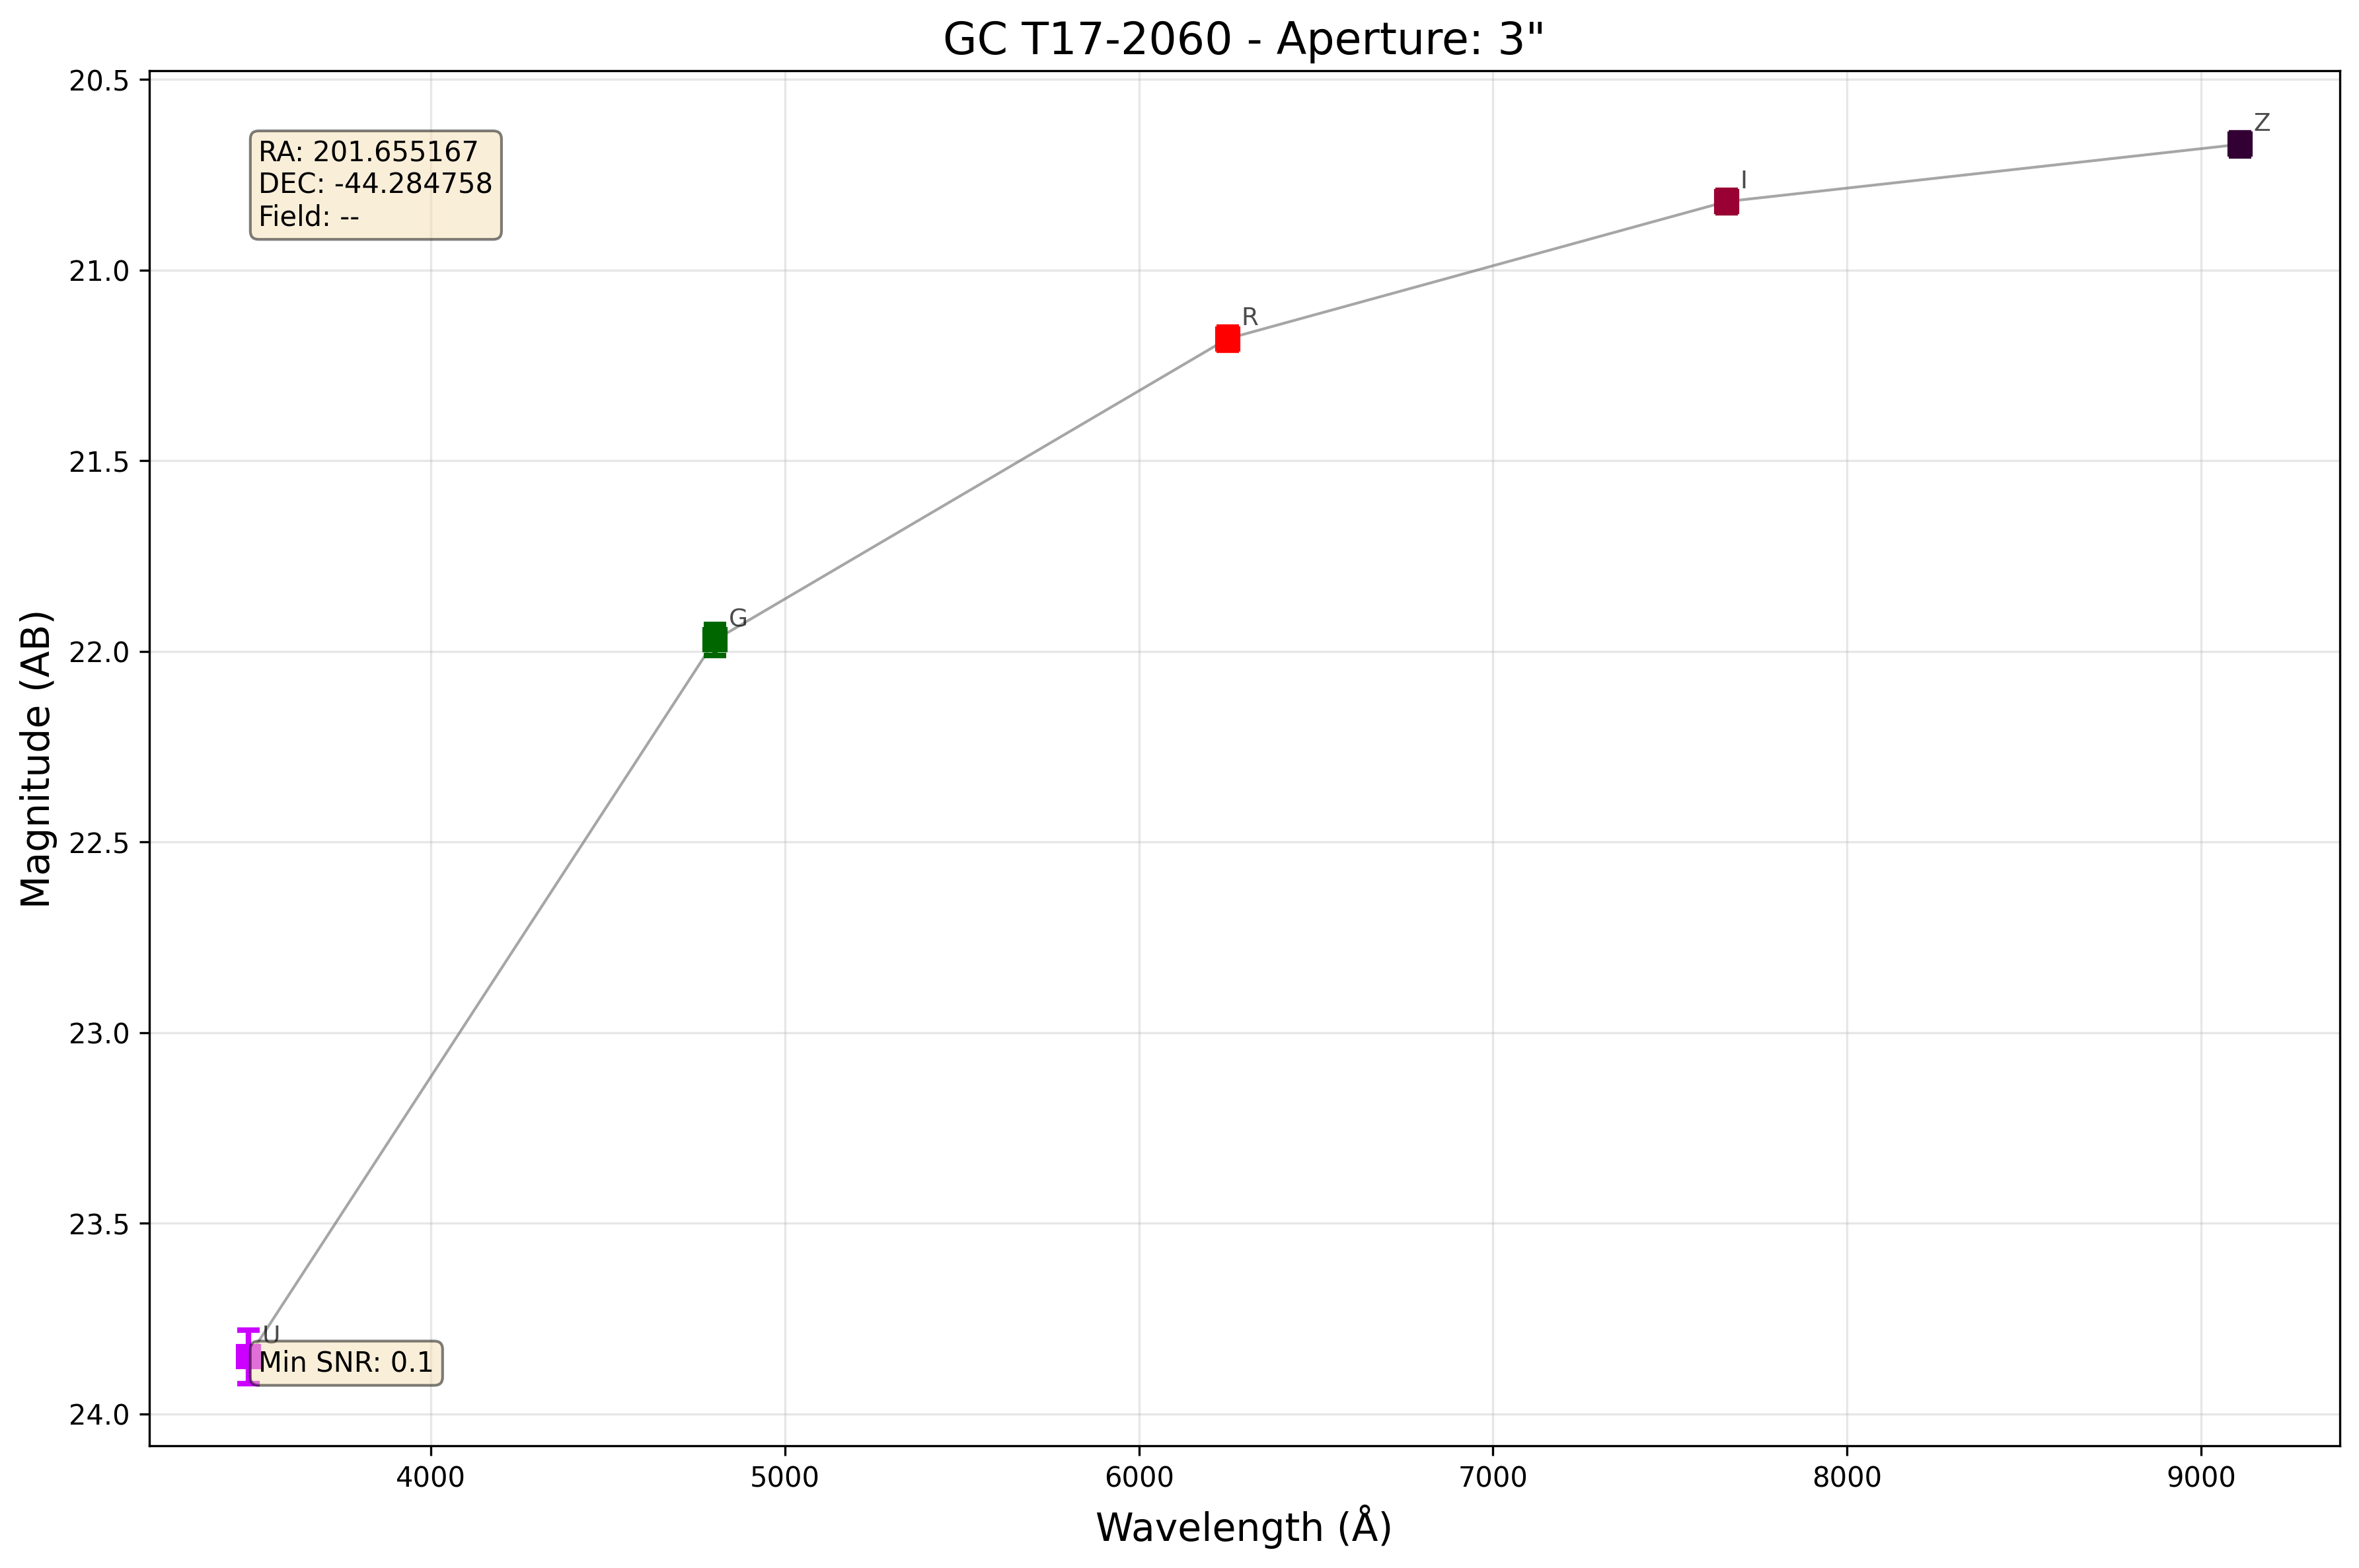 GC T17-2060 - Aperture: 3"
20.5
21.0
21.5
22.0
22.5
23.0
23.5
24.0
Magnitude (AB)
RA: 201.655167
DEC: -44.284758
Field: --
Z
I
R
G
U
Min SNR: 0.1
4000
5000
6000
7000
8000
9000
Wavelength (Å)